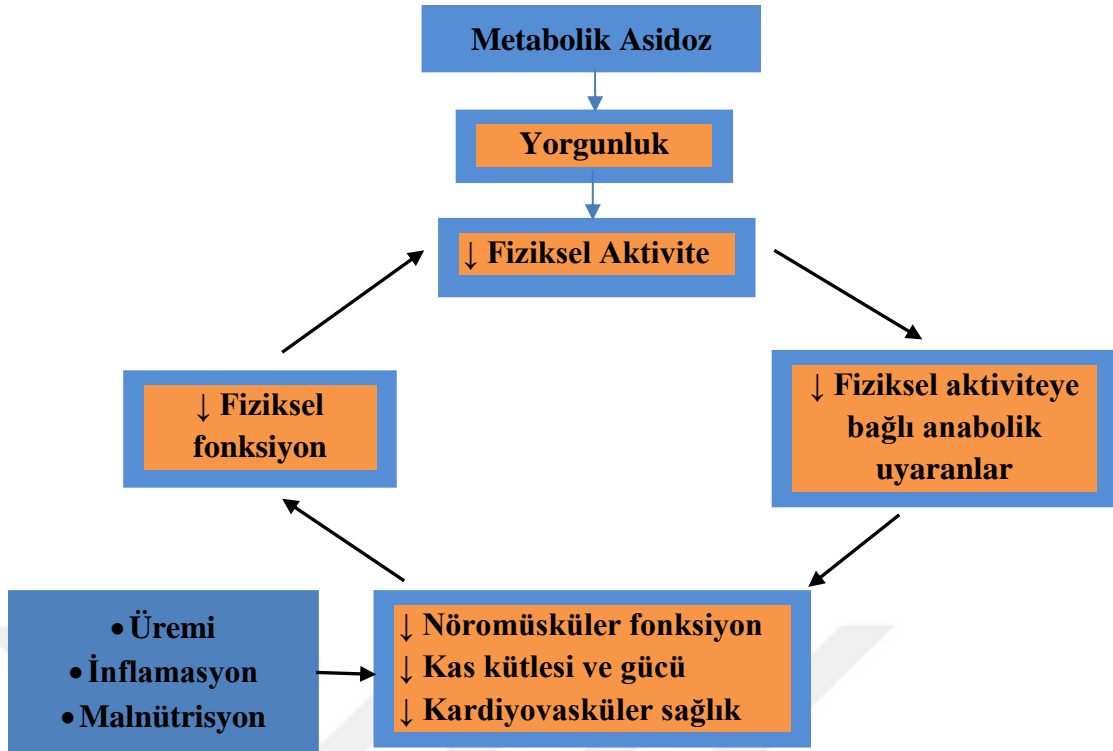 Metabolik Asidoz
Yorgunluk
↓ Fiziksel Aktivite
↓ Fiziksel
fonksiyon
↓ Fiziksel aktiviteye
bağlı anabolik
uyaranlar
• Üremi
• İnflamasyon
• Malnütrisyon
↓ Nöromüsküler fonksiyon
↓ Kas kütlesi ve gücü
↓ Kardiyovasküler sağlık